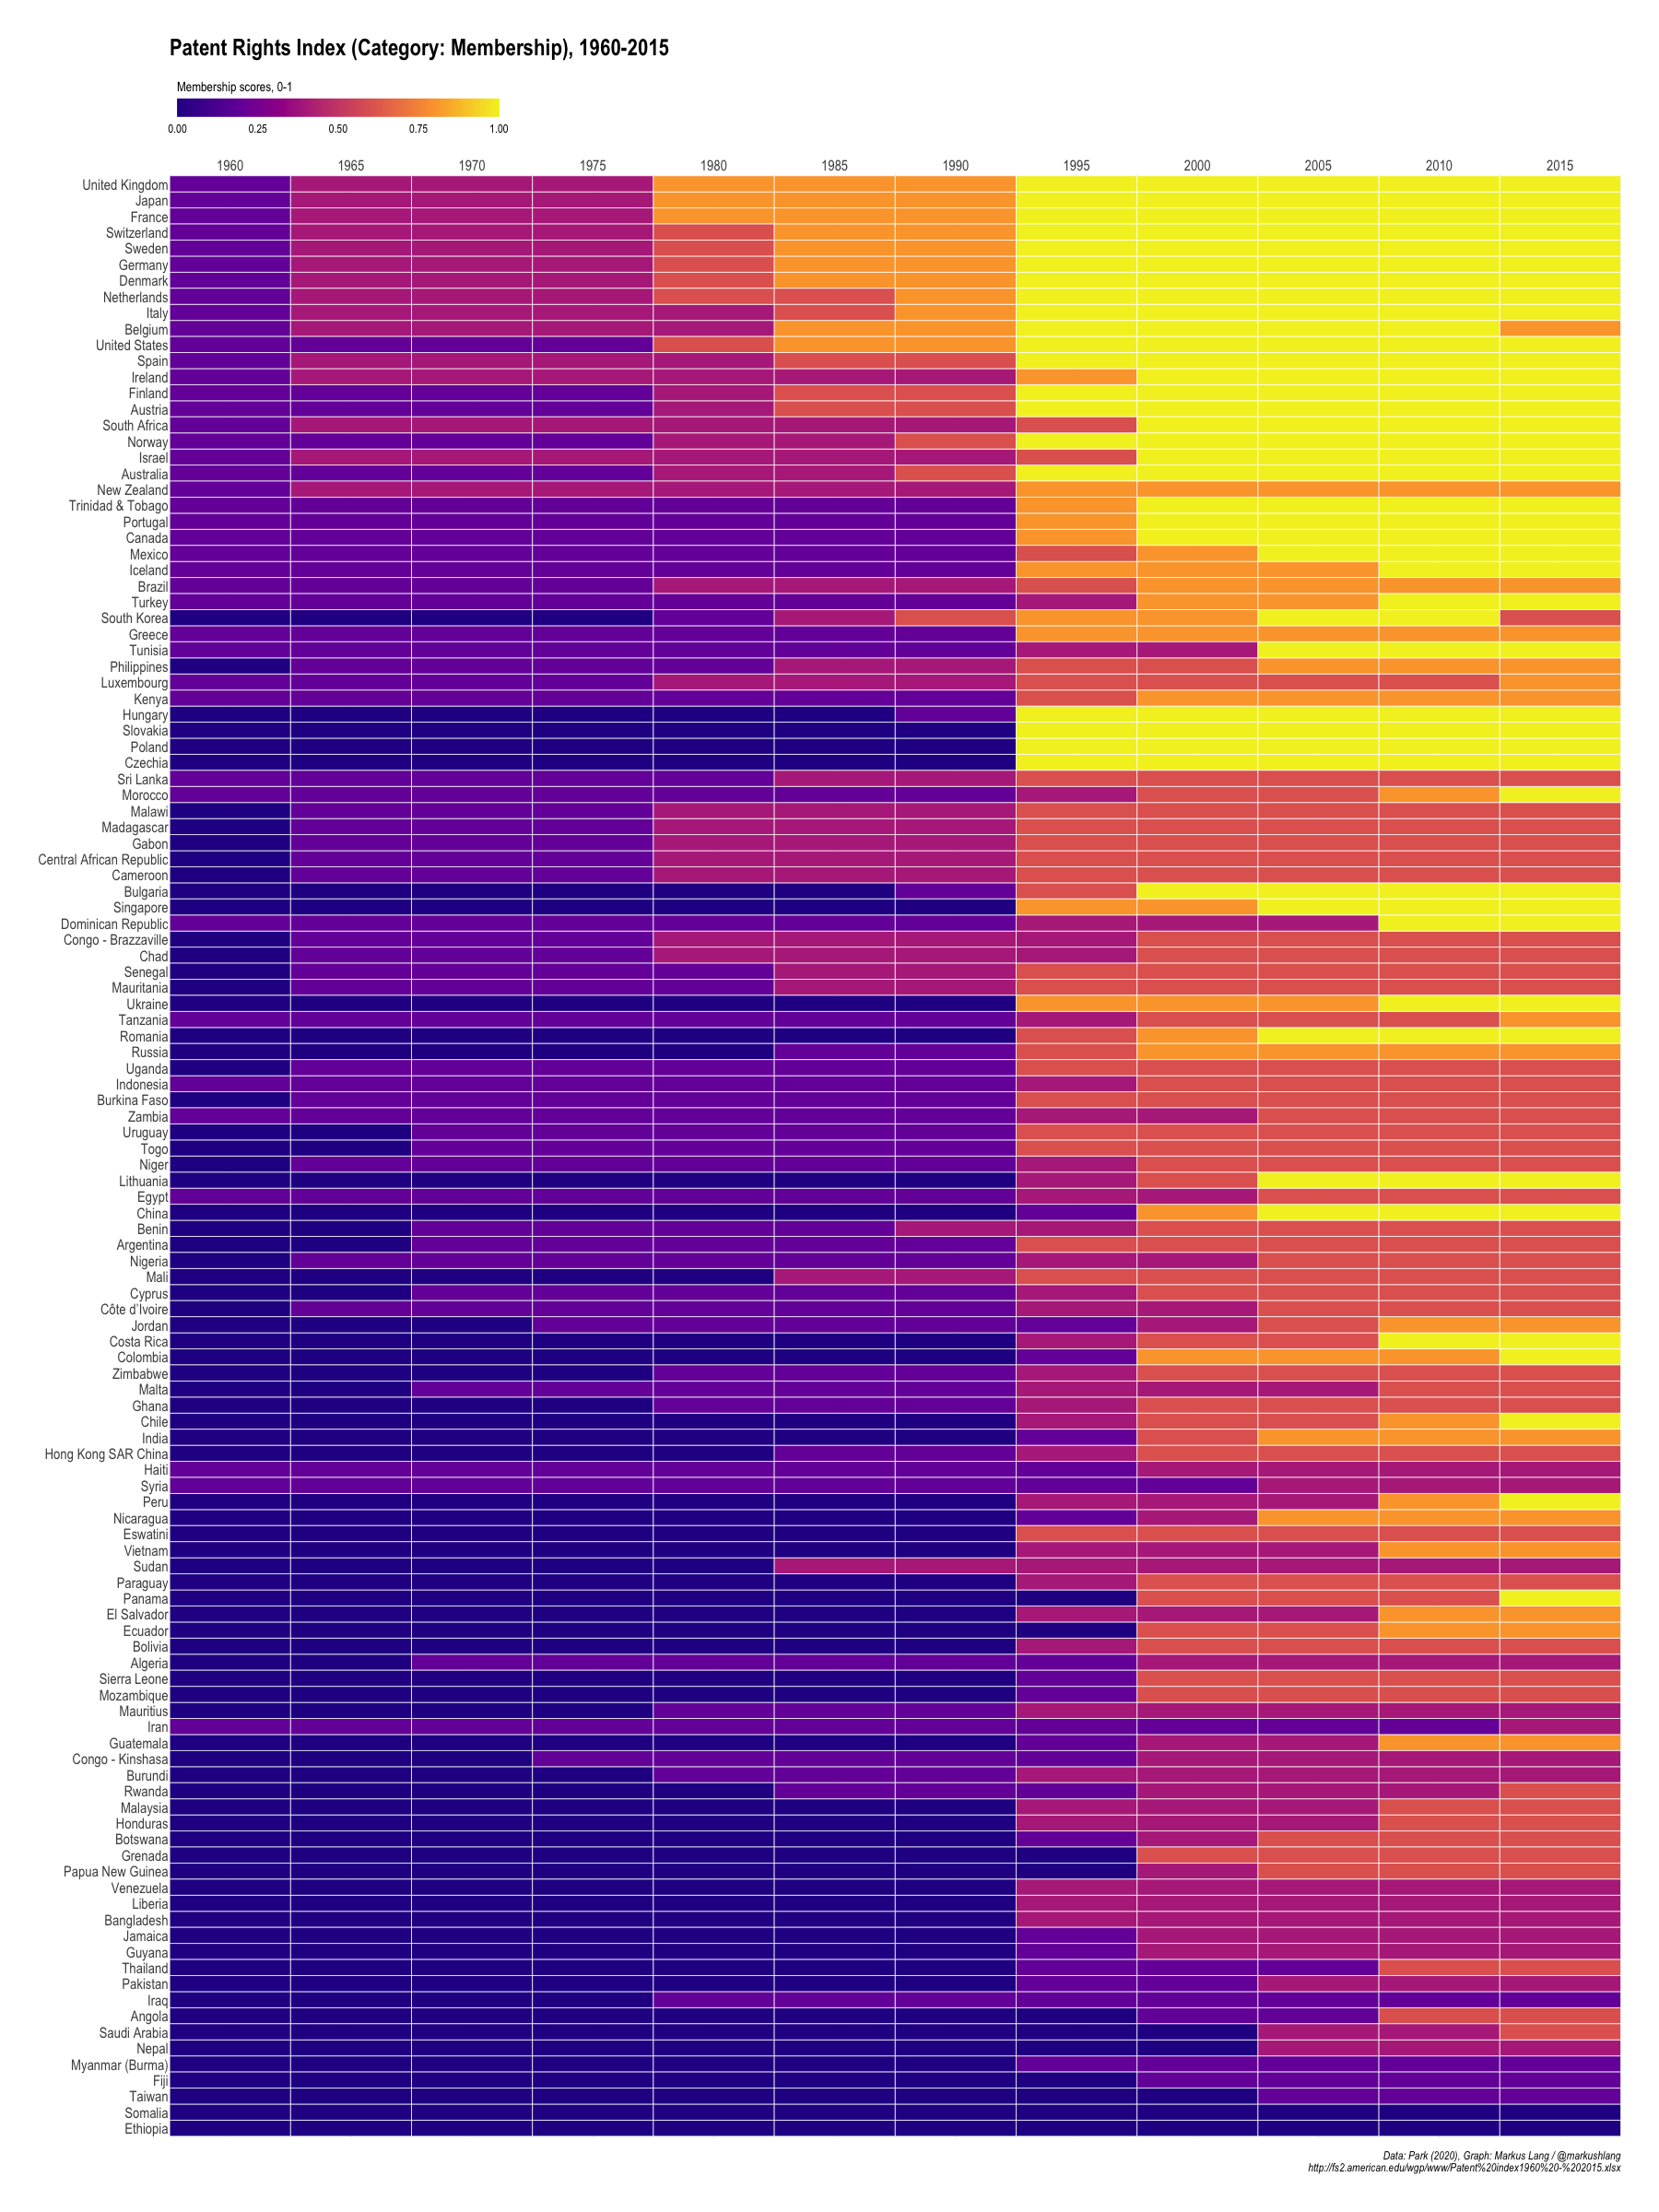 Patent Rights Index (Category: Membership), 1960-2015
Membership scores, 0-1
0.00 0.25 0.50 0.75 1.00
1960 1965 1970 1975 1980 1985 1990 1995 2000 2005 2010 2015
United Kingdom
Japan
France
Switzerland
Sweden
Germany
Denmark
Netherlands
Italy
Belgium
United States
Spain
Ireland
Finland
Austria
South Africa
Norway
Israel
Australia
New Zealand
Trinidad & Tobago
Portugal
Canada
Mexico
Iceland
Brazil
Turkey
South Korea
Greece
Tunisia
Philippines
Luxembourg
Kenya
Hungary
Slovakia
Poland
Czechia
Sri Lanka
Morocco
Malawi
Madagascar
Gabon
Central African Republic
Cameroon
Bulgaria
Singapore
Dominican Republic
Congo - Brazzaville
Chad
Senegal
Mauritania
Ukraine
Tanzania
Romania
Russia
Uganda
Indonesia
Burkina Faso
Zambia
Uruguay
Togo
Niger
Lithuania
Egypt
China
Benin
Argentina
Nigeria
Mali
Cyprus
Côte d’Ivoire
Jordan
Costa Rica
Colombia
Zimbabwe
Malta
Ghana
Chile
India
Hong Kong SAR China
Haiti
Syria
Peru
Nicaragua
Eswatini
Vietnam
Sudan
Paraguay
Panama
El Salvador
Ecuador
Bolivia
Algeria
Sierra Leone
Mozambique
Mauritius
Iran
Guatemala
Congo - Kinshasa
Burundi
Rwanda
Malaysia
Honduras
Botswana
Grenada
Papua New Guinea
Venezuela
Liberia
Bangladesh
Jamaica
Guyana
Thailand
Pakistan
Iraq
Angola
Saudi Arabia
Nepal
Myanmar (Burma)
Fiji
Taiwan
Somalia
Ethiopia
Data: Park (2020), Graph: Markus Lang / @markushlang
http://fs2.american.edu/wgp/www/Patent%20index1960%20-%202015.xlsx